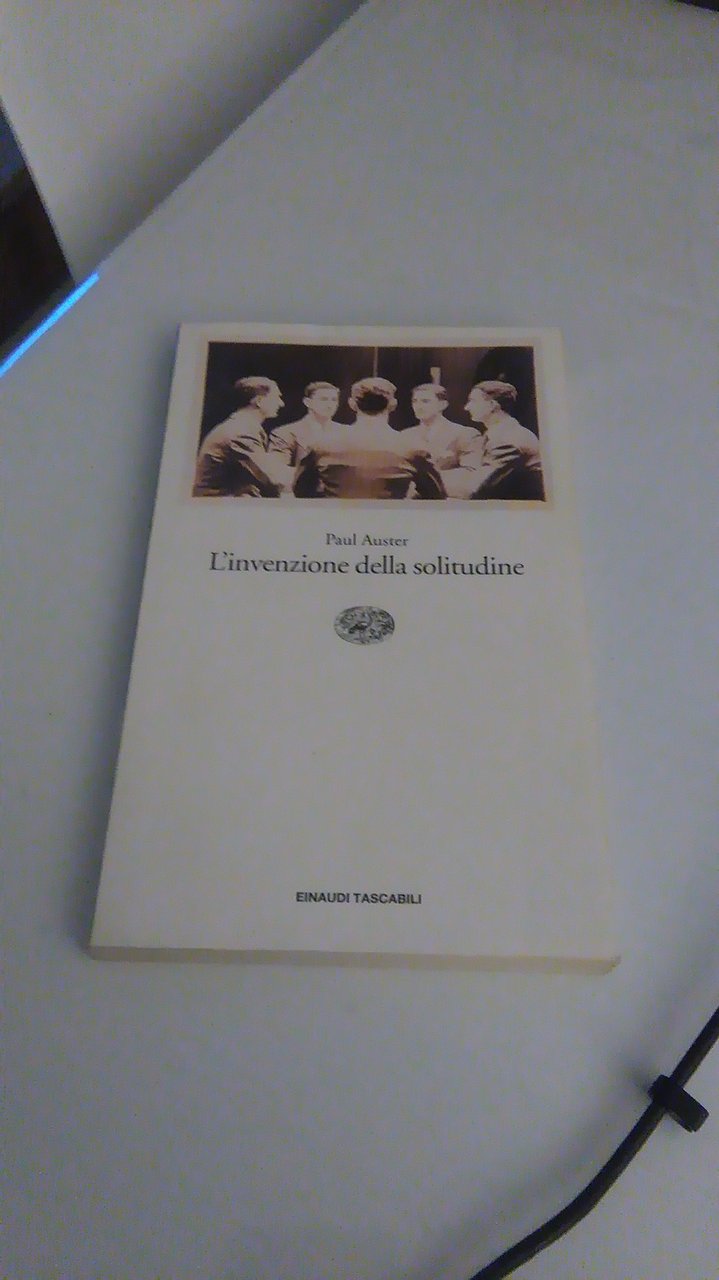 Paul Auster
L'invenzione della solitudine
EINAUDI TASCABILI